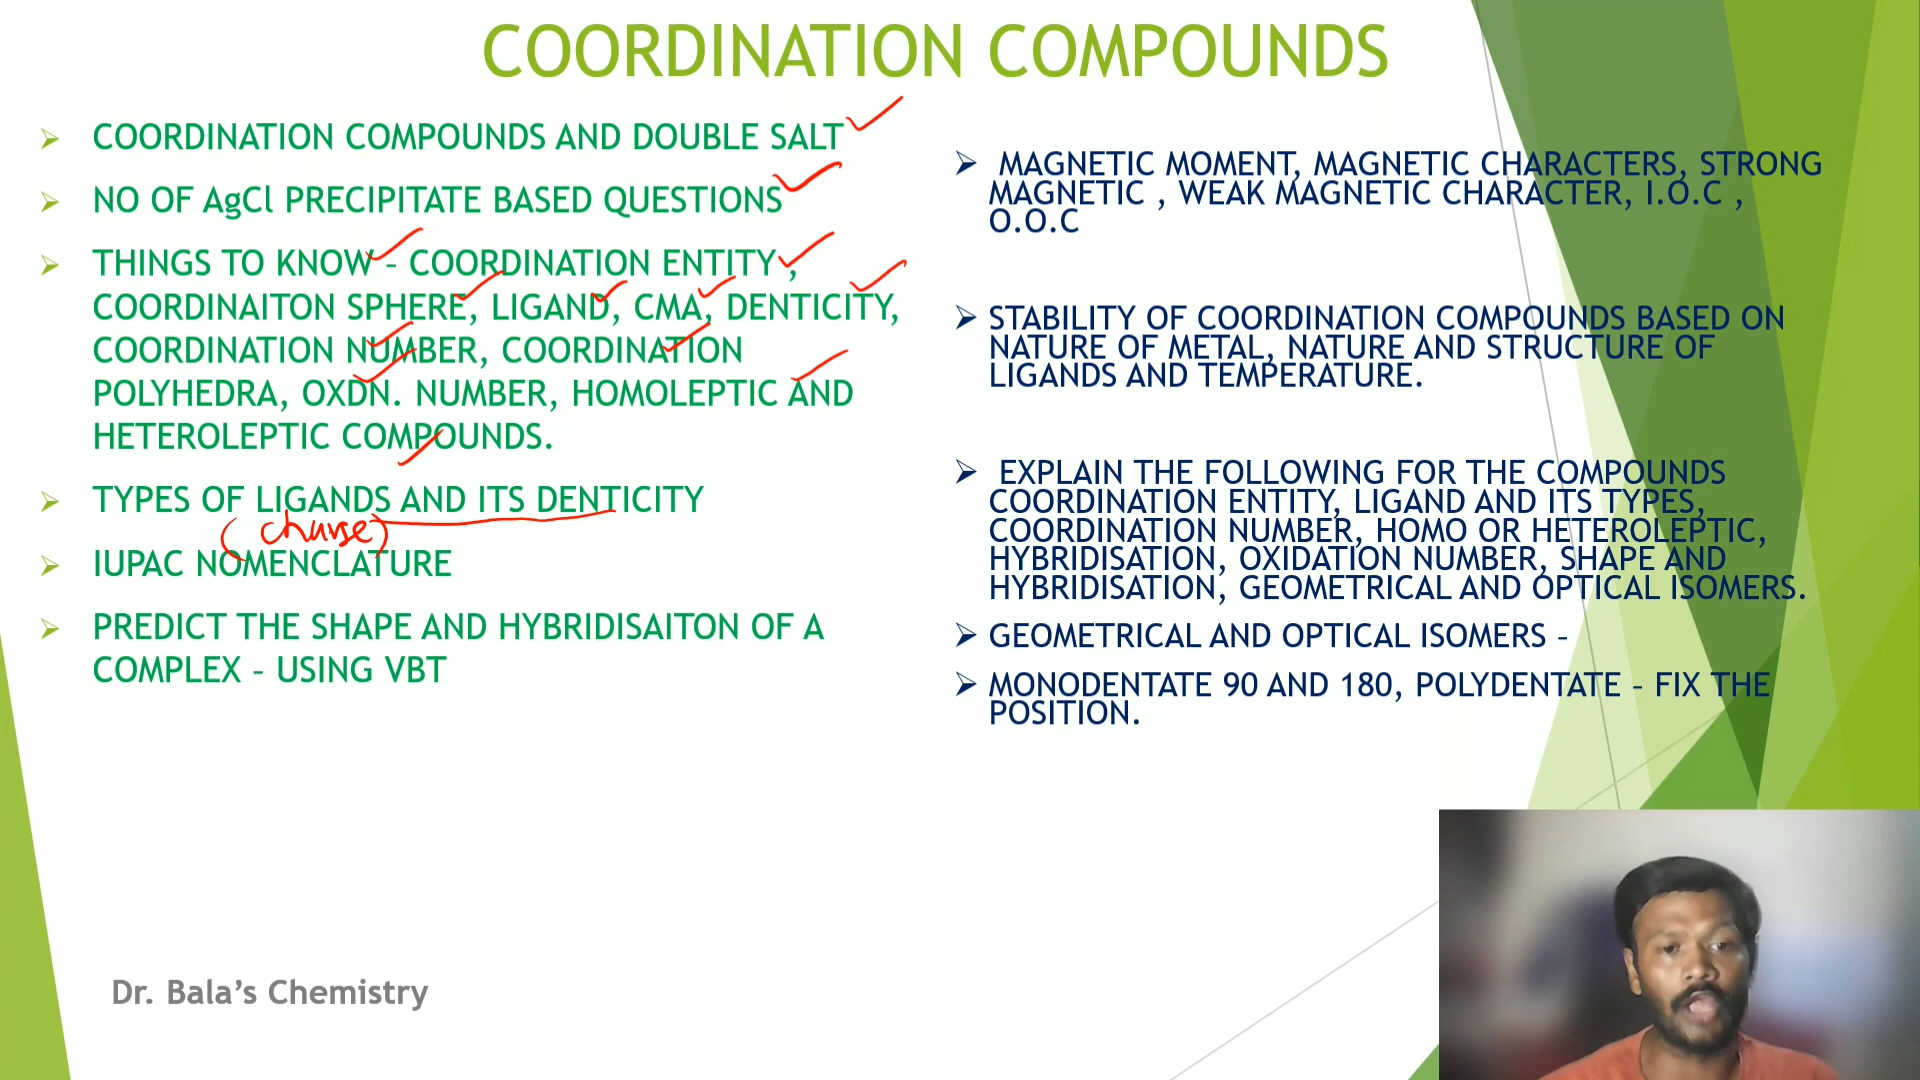 COORDINATION COMPOUNDS
COORDINATION COMPOUNDS AND DOUBLE SALT
NO OF AgCl PRECIPITATE BASED QUESTIONS
THINGS TO KNOW – COORDINATION ENTITY ,
COORDINAITON SPHERE, LIGAND, CMA, DENTICITY,
COORDINATION NUMBER, COORDINATION
POLYHEDRA, OXDN. NUMBER, HOMOLEPTIC AND
HETEROLEPTIC COMPOUNDS.
TYPES OF LIGANDS AND ITS DENTICITY
IUPAC NOMENCLATURE
PREDICT THE SHAPE AND HYBRIDISAITON OF A
COMPLEX – USING VBT
MAGNETIC MOMENT, MAGNETIC CHARACTERS, STRONG
MAGNETIC , WEAK MAGNETIC CHARACTER, I.O.C ,
O.O.C
STABILITY OF COORDINATION COMPOUNDS BASED ON
NATURE OF METAL, NATURE AND STRUCTURE OF
LIGANDS AND TEMPERATURE.
EXPLAIN THE FOLLOWING FOR THE COMPOUNDS
COORDINATION ENTITY, LIGAND AND ITS TYPES,
COORDINATION NUMBER, HOMO OR HETEROLEPTIC,
HYBRIDISATION, OXIDATION NUMBER, SHAPE AND
HYBRIDISATION, GEOMETRICAL AND OPTICAL ISOMERS.
GEOMETRICAL AND OPTICAL ISOMERS –
MONODENTATE 90 AND 180, POLYDENTATE – FIX THE
POSITION.
Dr. Bala’s Chemistry